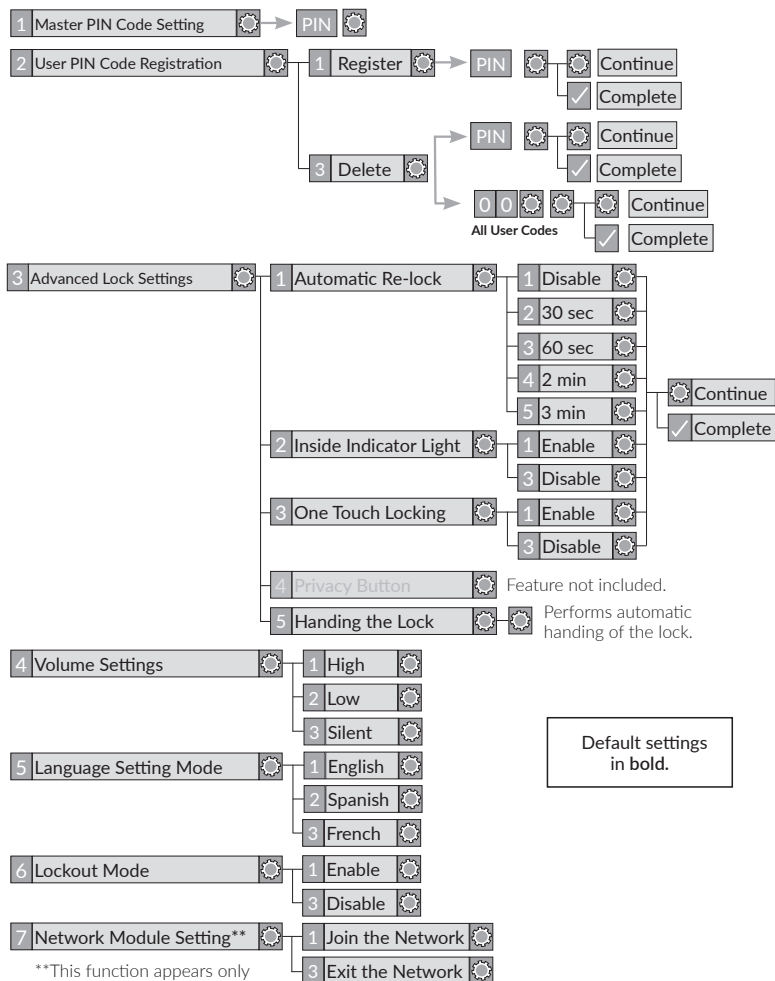 1 Master PIN Code Setting PIN
2 User PIN Code Registration 1 Register PIN Continue
Complete
3 Delete PIN Continue
Complete
0 0 Continue
All User Codes
Complete
3 Advanced Lock Settings 1 Automatic Re-lock 1 Disable
2 30 sec
3 60 sec
4 2 min
5 3 min
Continue
Complete
2 Inside Indicator Light 1 Enable
3 Disable
3 One Touch Locking 1 Enable
3 Disable
4 Privacy Button Feature not included.
5 Handing the Lock Performs automatic
handing of the lock.
4 Volume Settings 1 High
2 Low
3 Silent
5 Language Setting Mode 1 English
2 Spanish
3 French
Default settings
in bold.
6 Lockout Mode 1 Enable
3 Disable
7 Network Module Setting** 1 Join the Network
3 Exit the Network
**This function appears only